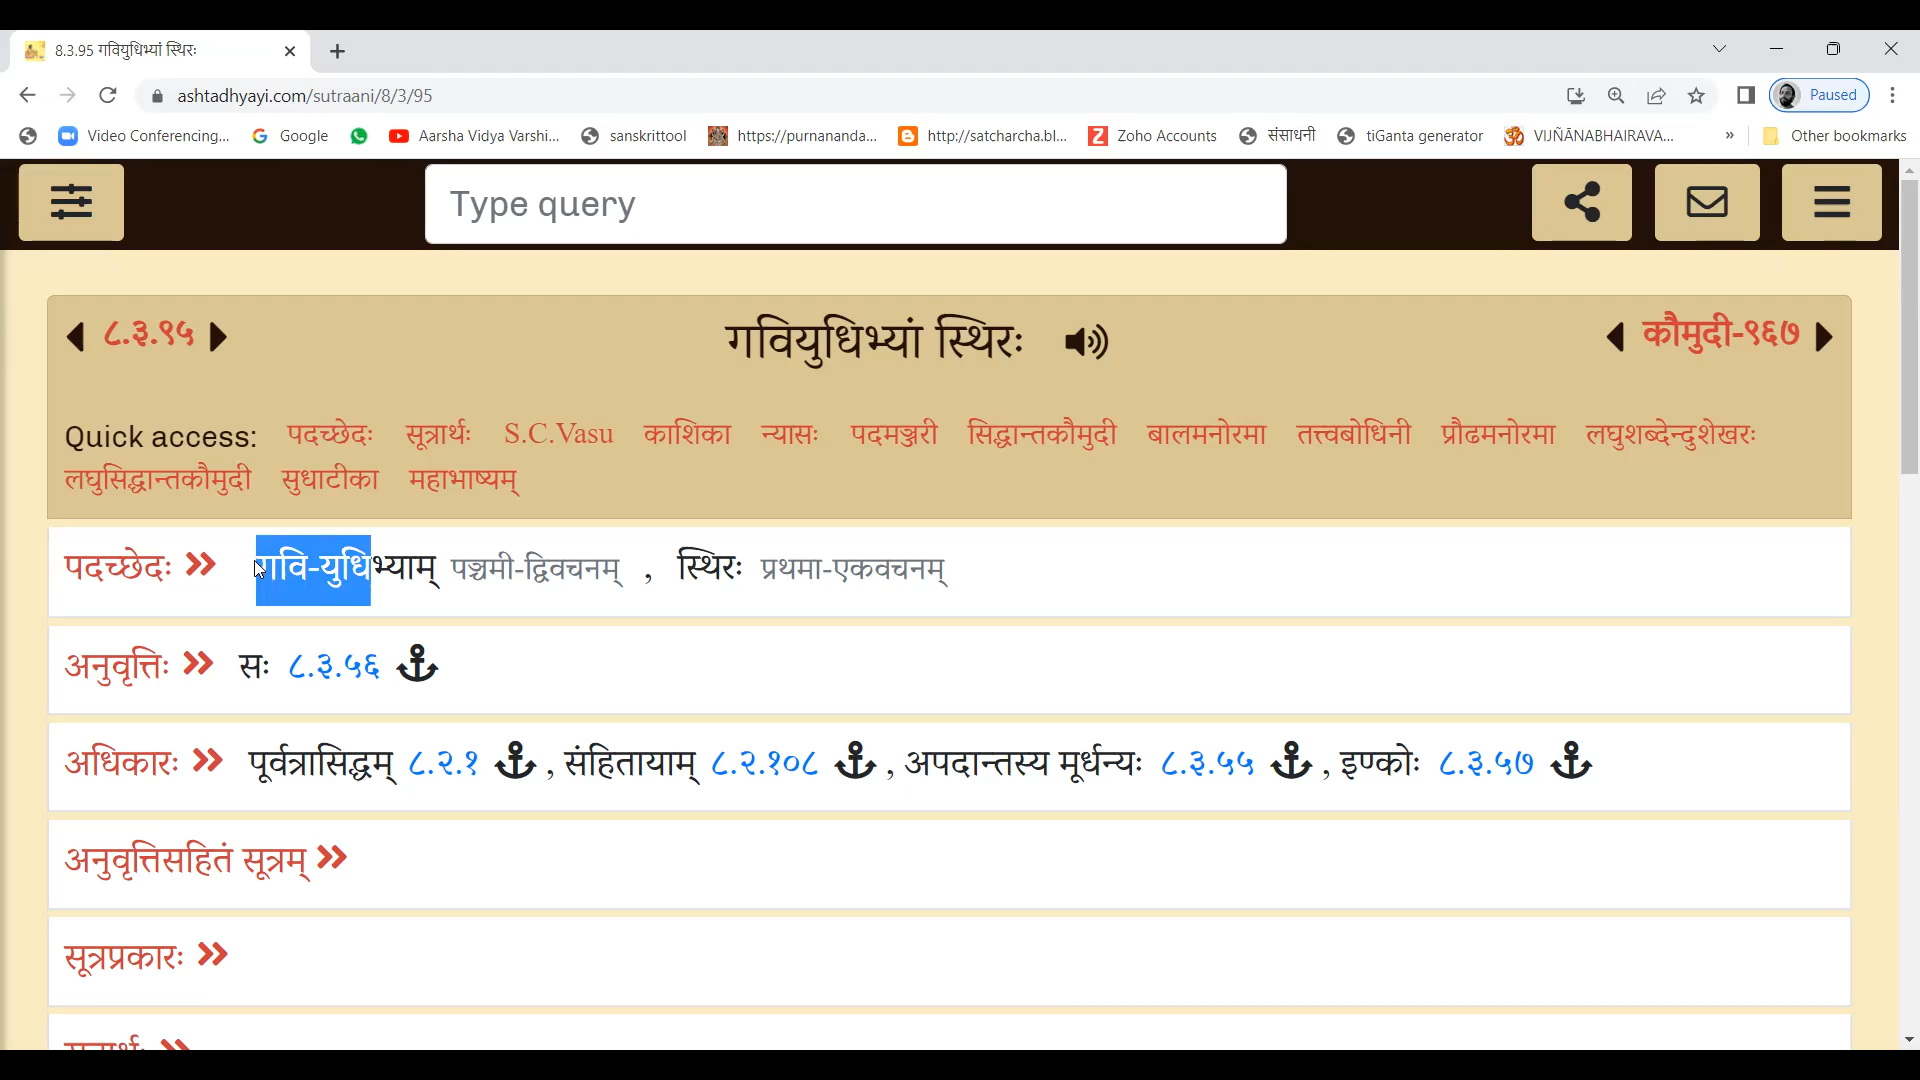 8.3.95 गवियुधिभ्यां स्थिरः
ashtadhyayi.com/sutraani/8/3/95
Paused
Video Conferencing... Google Aarsha Vidya Varshi... sanskrittool https://purnananda... http://satcharcha.bl... Zoho Accounts संसाधनी tiGanta generator VIJÑĀNABHAIRAVA... » Other bookmarks
Type query
८.३.९५ गवियुधिभ्यां स्थिरः कौमुदी-९६७
Quick access: पदच्छेदः सूत्रार्थः S.C.Vasu काशिका न्यासः पदमञ्जरी सिद्धान्तकौमुदी बालमनोरमा तत्त्वबोधिनी प्रौढमनोरमा लघुशब्देन्दुशेखरः
लघुसिद्धान्तकौमुदी सुधाटीका महाभाष्यम्
पदच्छेदः गवि-युधिभ्याम् पञ्चमी-द्विवचनम् , स्थिरः प्रथमा-एकवचनम्
अनुवृत्तिः सः ८.३.५६
अधिकारः पूर्वत्रासिद्धम् ८.२.१ , संहितायाम् ८.२.१०८ , अपदान्तस्य मूर्धन्यः ८.३.५५ , इण्कोः ८.३.५७
अनुवृत्तिसहितं सूत्रम्
सूत्रप्रकारः